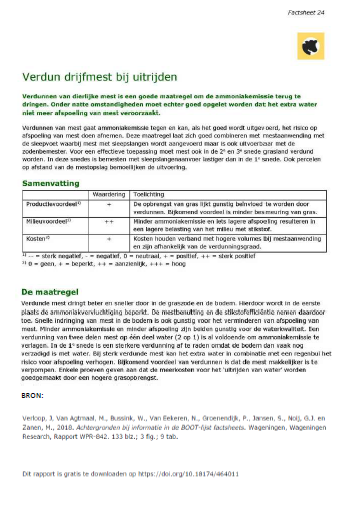 Factsheet 24
Verdun drijfmest bij uitrijden
Verdunnen van dierlijke mest is een goede maatregel om de ammoniakemissie terug te
dringen. Onder natte omstandigheden moet echter goed opgelet worden dat het extra water
niet meer afspoeling van mest veroorzaakt.
Verdunnen van mest gaat ammoniakemissie tegen en kan, als het goed wordt uitgevoerd, het risico op
afspoeling van mest doen afnemen. Deze maatregel laat zich goed combineren met mestaanwending met
de sleepvoet waarbij mest met sleepslangen wordt aangevoerd maar is ook uitvoerbaar met de
zodenbemester. Voor een effectieve toepassing moet mest ook in de 2e en 3e snede grasland verdund
worden. In deze snedes is bemesten met sleepslangenaanvoer lastiger dan in de 1e snede. Ook percelen
op afstand van de mestopslag bemoeilijken de uitvoering.
Samenvatting
Waardering Toelichting
Productievoordeel1) + De opbrengst van gras lijkt gunstig beïnvloed te worden door
verdunnen. Bijkomend voordeel is minder besmeuring van gras.
Milieuvoordeel1) ++ Minder ammoniakemissie en iets lagere afspoeling resulteren in
een lagere belasting van het milieu met stikstof.
Kosten2) + Kosten houden verband met hogere volumes bij mestaanwending
en zijn afhankelijk van de verdunningsgraad.
1) -- = sterk negatief, - = negatief, 0 = neutraal, + = positief, ++ = sterk positief
2) 0 = geen, + = beperkt, ++ = aanzienlijk, +++ = hoog
De maatregel
Verdunde mest dringt beter en sneller door in de graszode en de bodem. Hierdoor wordt in de eerste
plaats de ammoniakvervluchtiging beperkt. De mestbenutting en de stikstofefficiëntie nemen daardoor
toe. Snelle indringing van mest in de bodem is ook gunstig voor het verminderen van afspoeling van
mest. Minder ammoniakemissie en minder afspoeling zijn beiden gunstig voor de waterkwaliteit. Een
verdunning van twee delen mest op één deel water (2 op 1) is al voldoende om ammoniakemissie te
verlagen. In de 1e snede is een sterkere verdunning af te raden omdat de bodem dan vaak nog
verzadigd is met water. Bij sterk verdunde mest kan het extra water in combinatie met een regenbui het
risico voor afspoeling verhogen. Bijkomend voordeel van verdunnen is dat de mest makkelijker is te
verpompen. Enkele proeven geven aan dat de meerkosten voor het 'uitrijden van water' worden
goedgemaakt door een hogere grasopbrengst.
BRON:
Verloop, J, Van Agtmaal, M., Bussink, W., Van Eekeren, N., Groenendijk, P., Jansen, S., Noij, G.J. en
Zanen, M., 2018. Achtergronden bij informatie in de BOOT-lijst factsheets. Wageningen, Wageningen
Research, Rapport WPR-842. 133 blz.; 3 fig.; 9 tab.
Dit rapport is gratis te downloaden op https://doi.org/10.18174/464011